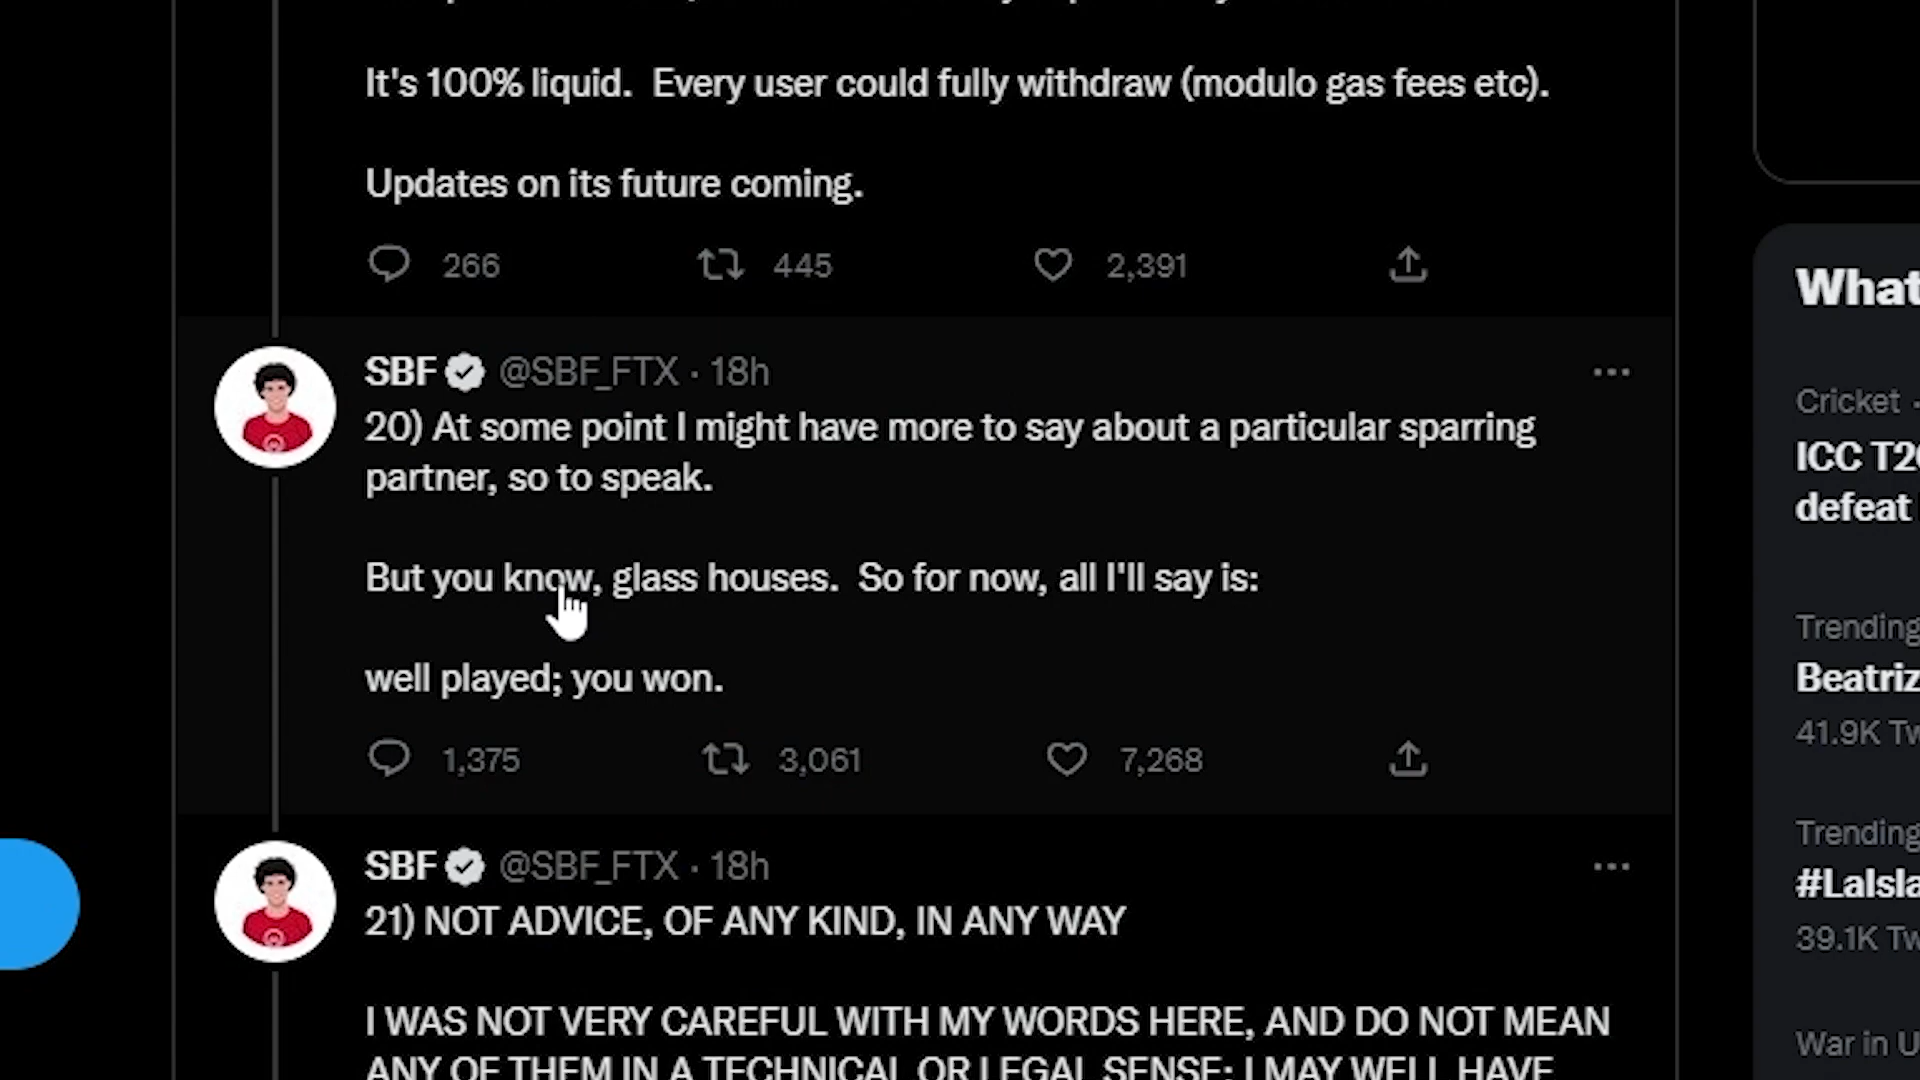 It's 100% liquid.  Every user could fully withdraw (modulo gas fees etc).
Updates on its future coming.
266 445 2,391
SBF @SBF_FTX · 18h
20) At some point I might have more to say about a particular sparring
partner, so to speak.
But you know, glass houses.  So for now, all I'll say is:
well played; you won.
1,375 3,061 7,268
SBF @SBF_FTX · 18h
21) NOT ADVICE, OF ANY KIND, IN ANY WAY
I WAS NOT VERY CAREFUL WITH MY WORDS HERE, AND DO NOT MEAN
ANY OF THEM IN A TECHNICAL OR LEGAL SENSE; I MAY WELL HAVE
What
Cricket ·
ICC T20
defeat
Trending
Beatriz
41.9K Tw
Trending
#LaIsla
39.1K Tw
War in U